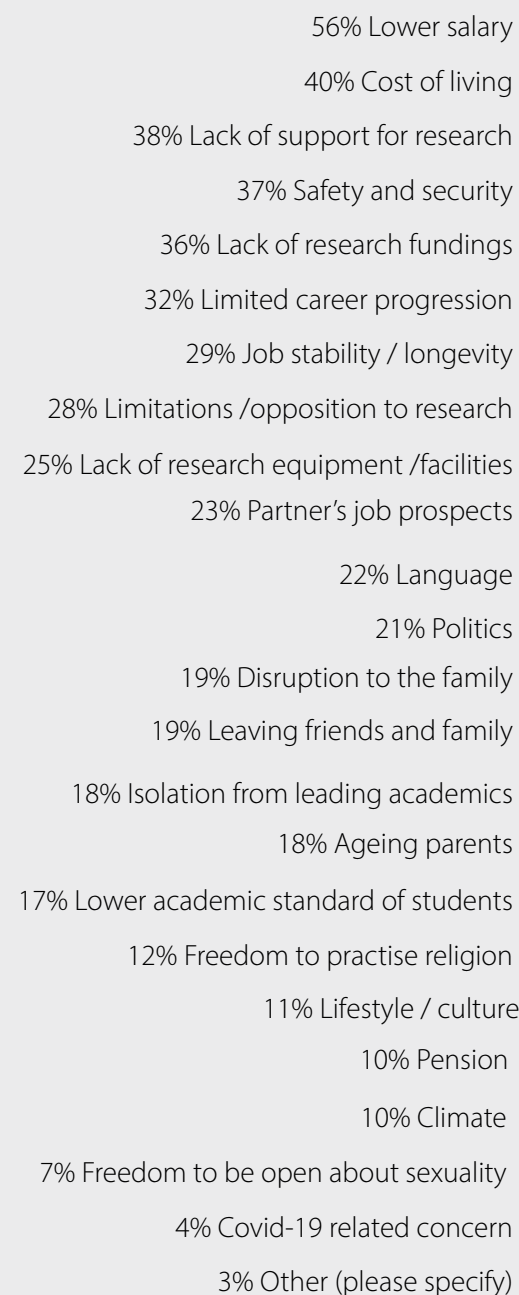 56% Lower salary
40% Cost of living
38% Lack of support for research
37% Safety and security
36% Lack of research fundings
32% Limited career progression
29% Job stability / longevity
28% Limitations /opposition to research
25% Lack of research equipment /facilities
23% Partner’s job prospects
22% Language
21% Politics
19% Disruption to the family
19% Leaving friends and family
18% Isolation from leading academics
18% Ageing parents
17% Lower academic standard of students
12% Freedom to practise religion
11% Lifestyle / culture
10% Pension
10% Climate
7% Freedom to be open about sexuality
4% Covid-19 related concern
3% Other (please specify)